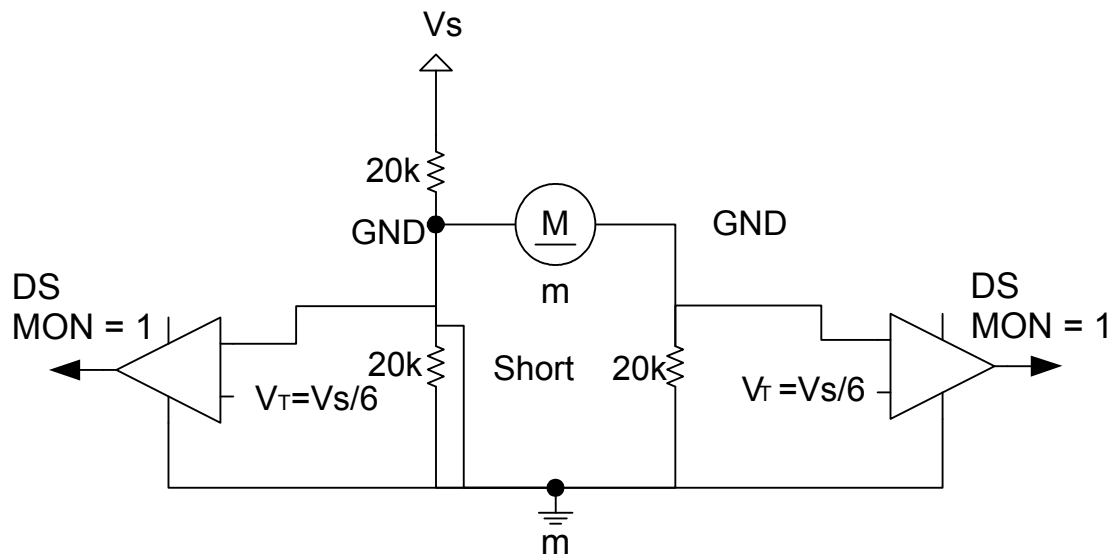 Vs
20k
GND
M
GND
m
DS
MON = 1
DS
MON = 1
20k
Short
20k
VT=Vs/6
VT =Vs/6
m